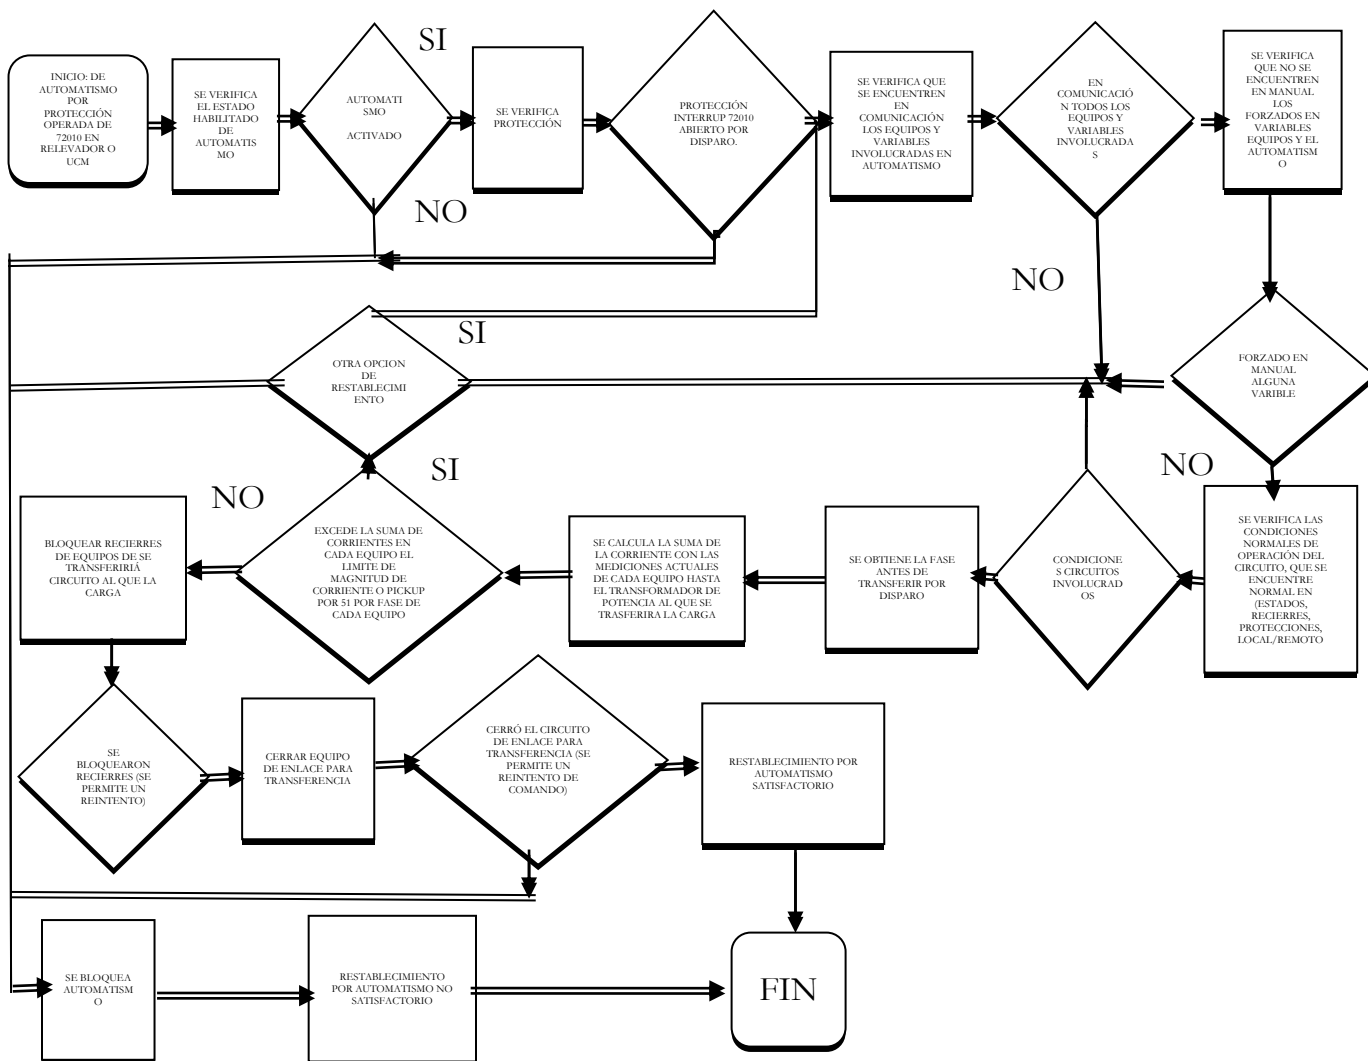 INICIO: DE
AUTOMATISMO
POR
PROTECCIÓN
OPERADA DE
72010 EN
RELEVADOR O
UCM
SE VERIFICA
EL ESTADO
HABILITADO
DE
AUTOMATIS
MO
AUTOMATI
SMO
ACTIVADO
SI
NO
SE VERIFICA
PROTECCIÓN
PROTECCIÓN
INTERRUP 72010
ABIERTO POR
DISPARO.
SE VERIFICA QUE
SE ENCUENTREN
EN
COMUNICACIÓN
LOS EQUIPOS Y
VARIABLES
INVOLUCRADAS EN
AUTOMATISMO
EN
COMUNICACIÓ
N TODOS LOS
EQUIPOS Y
VARIABLES
INVOLUCRADA
S
SE VERIFICA
QUE NO SE
ENCUENTREN
EN MANUAL
LOS
FORZADOS EN
VARIABLES
EQUIPOS Y EL
AUTOMATISM
O
NO
SI
OTRA OPCION
DE
RESTABLECIMI
ENTO
FORZADO EN
MANUAL
ALGUNA
VARIBLE
NO
SI
NO
BLOQUEAR RECIERRES
DE EQUIPOS DE SE
TRANSFERIRIÁ
CIRCUITO AL QUE LA
CARGA
EXCEDE LA SUMA DE
CORRIENTES EN
CADA EQUIPO EL
LIMITE DE
MAGNITUD DE
CORRIENTE O PICKUP
POR 51 POR FASE DE
CADA EQUIPO
SE CALCULA LA SUMA DE
LA CORRIENTE CON LAS
MEDICIONES ACTUALES
DE CADA EQUIPO HASTA
EL TRANSFORMADOR DE
POTENCIA AL QUE SE
TRASFERIRA LA CARGA
SE OBTIENE LA FASE
ANTES DE
TRANSFERIR POR
DISPARO
CONDICIONE
S CIRCUITOS
INVOLUCRAD
OS
SE VERIFICA LAS
CONDICIONES
NORMALES DE
OPERACIÓN DEL
CIRCUITO, QUE SE
ENCUENTRE
NORMAL EN
(ESTADOS,
RECIERRES,
PROTECCIONES,
LOCAL/REMOTO
SE
BLOQUEARON
RECIERRES (SE
PERMITE UN
REINTENTO)
CERRAR EQUIPO
DE ENLACE PARA
TRANSFERENCIA
CERRÓ EL CIRCUITO
DE ENLACE PARA
TRANSFERENCIA (SE
PERMITE UN
REINTENTO DE
COMANDO)
RESTABLECIMIENTO POR
AUTOMATISMO
SATISFACTORIO
SE BLOQUEA
AUTOMATISM
O
RESTABLECIMIENTO
POR AUTOMATISMO NO
SATISFACTORIO
FIN